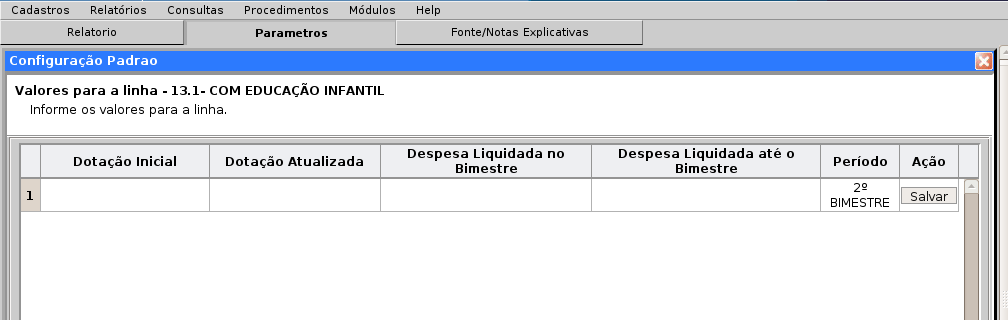 Cadastros Relatórios Consultas Procedimentos Módulos Help
Relatorio Parametros Fonte/Notas Explicativas
Configuração Padrao
Valores para a linha - 13.1- COM EDUCAÇÃO INFANTIL
Informe os valores para a linha.
Dotação Inicial Dotação Atualizada Despesa Liquidada no Bimestre Despesa Liquidada até o Bimestre Período Ação
1 2º BIMESTRE Salvar